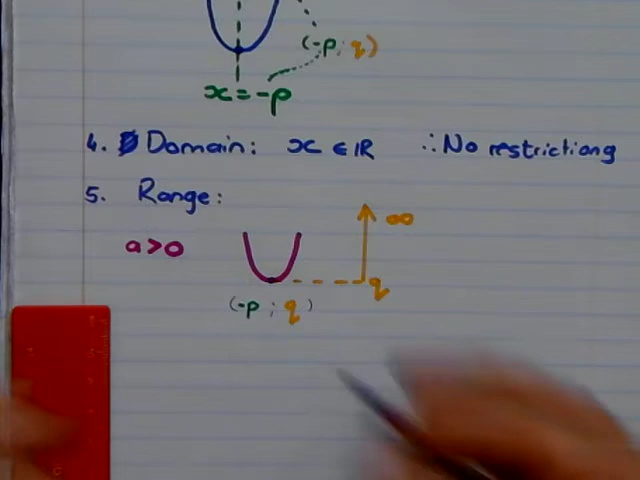 (-p; q)
x = -p
4. Domain: x ∈ ℝ ∴ No restrictions
5. Range:
∞
a > 0
q
(-p ; q)